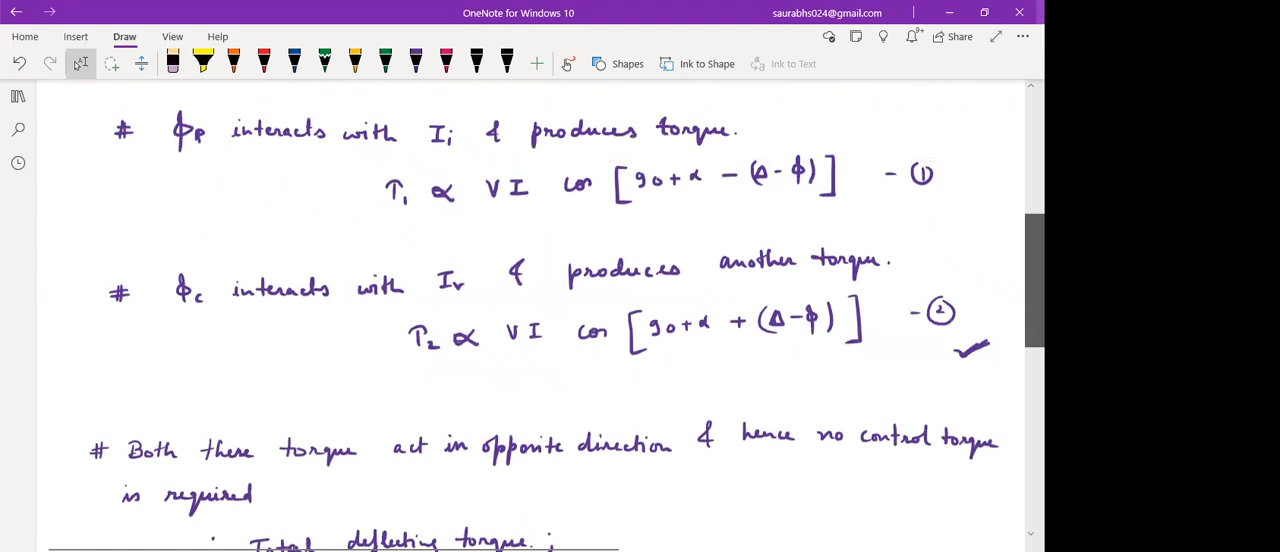 OneNote for Windows 10
saurabhs024@gmail.com
Home Insert Draw View Help
9+ Share
Shapes Ink to Shape Ink to Text
# ϕp interacts with Ii & produces torque.
T1 ∝ VI cos [90+α - (Δ-ϕ)] - ①
# ϕc interacts with Iv & produces another torque.
T2 ∝ VI cos [90+α + (Δ-ϕ)] - ②
# Both these torque act in opposite direction & hence no control torque
is required
Total deflecting torque ;